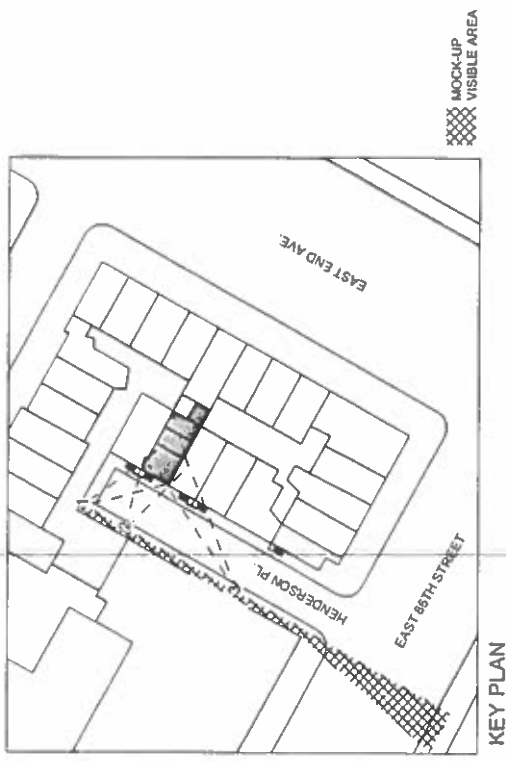 MOCK-UP
VISIBLE AREA
EAST END AVE.
HENDERSON PL.
EAST 86TH STREET
KEY PLAN